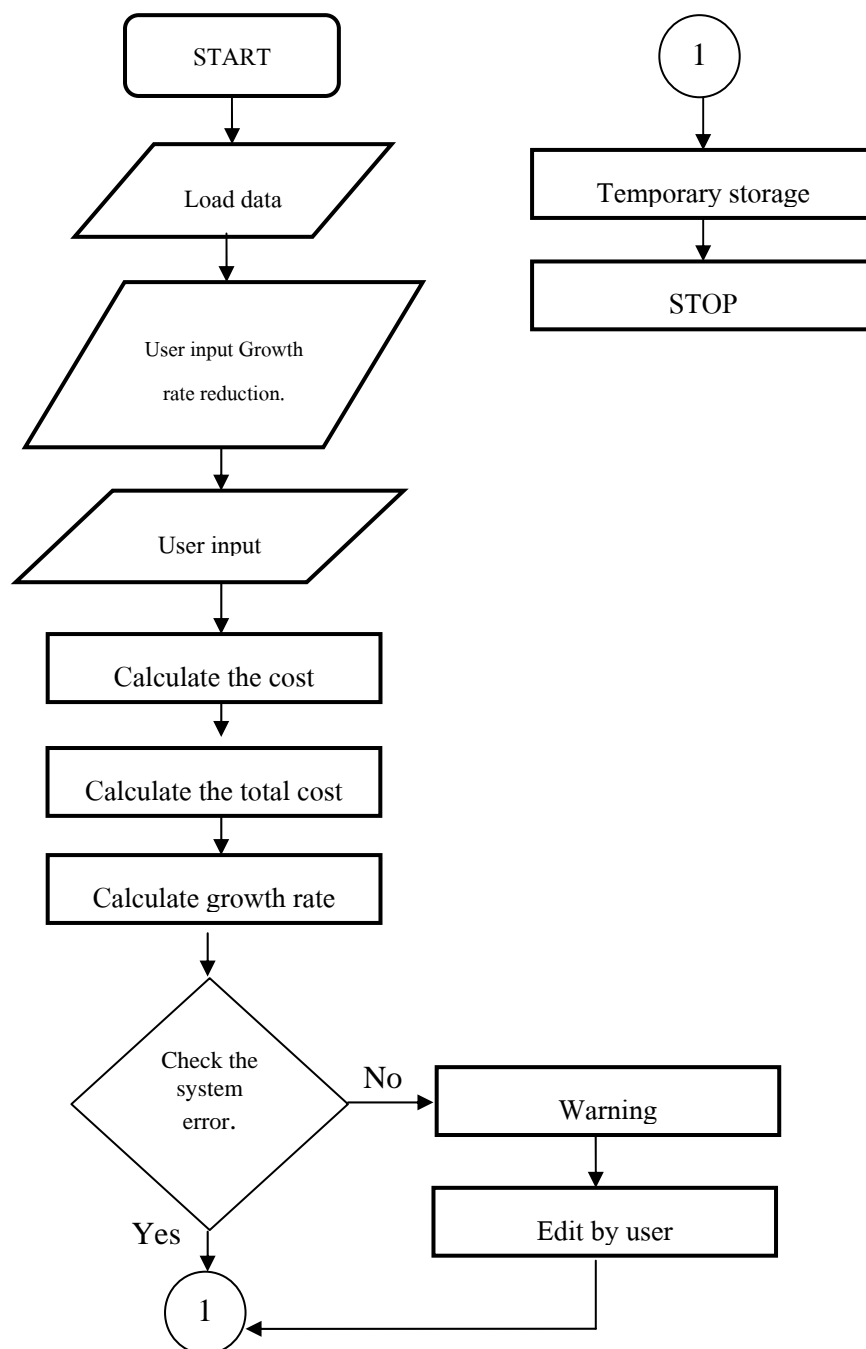 START
Load data
User input Growth
rate reduction.
User input
Calculate the cost
Calculate the total cost
Calculate growth rate
Check the
system
error.
No
Warning
Edit by user
Yes
1
1
Temporary storage
STOP